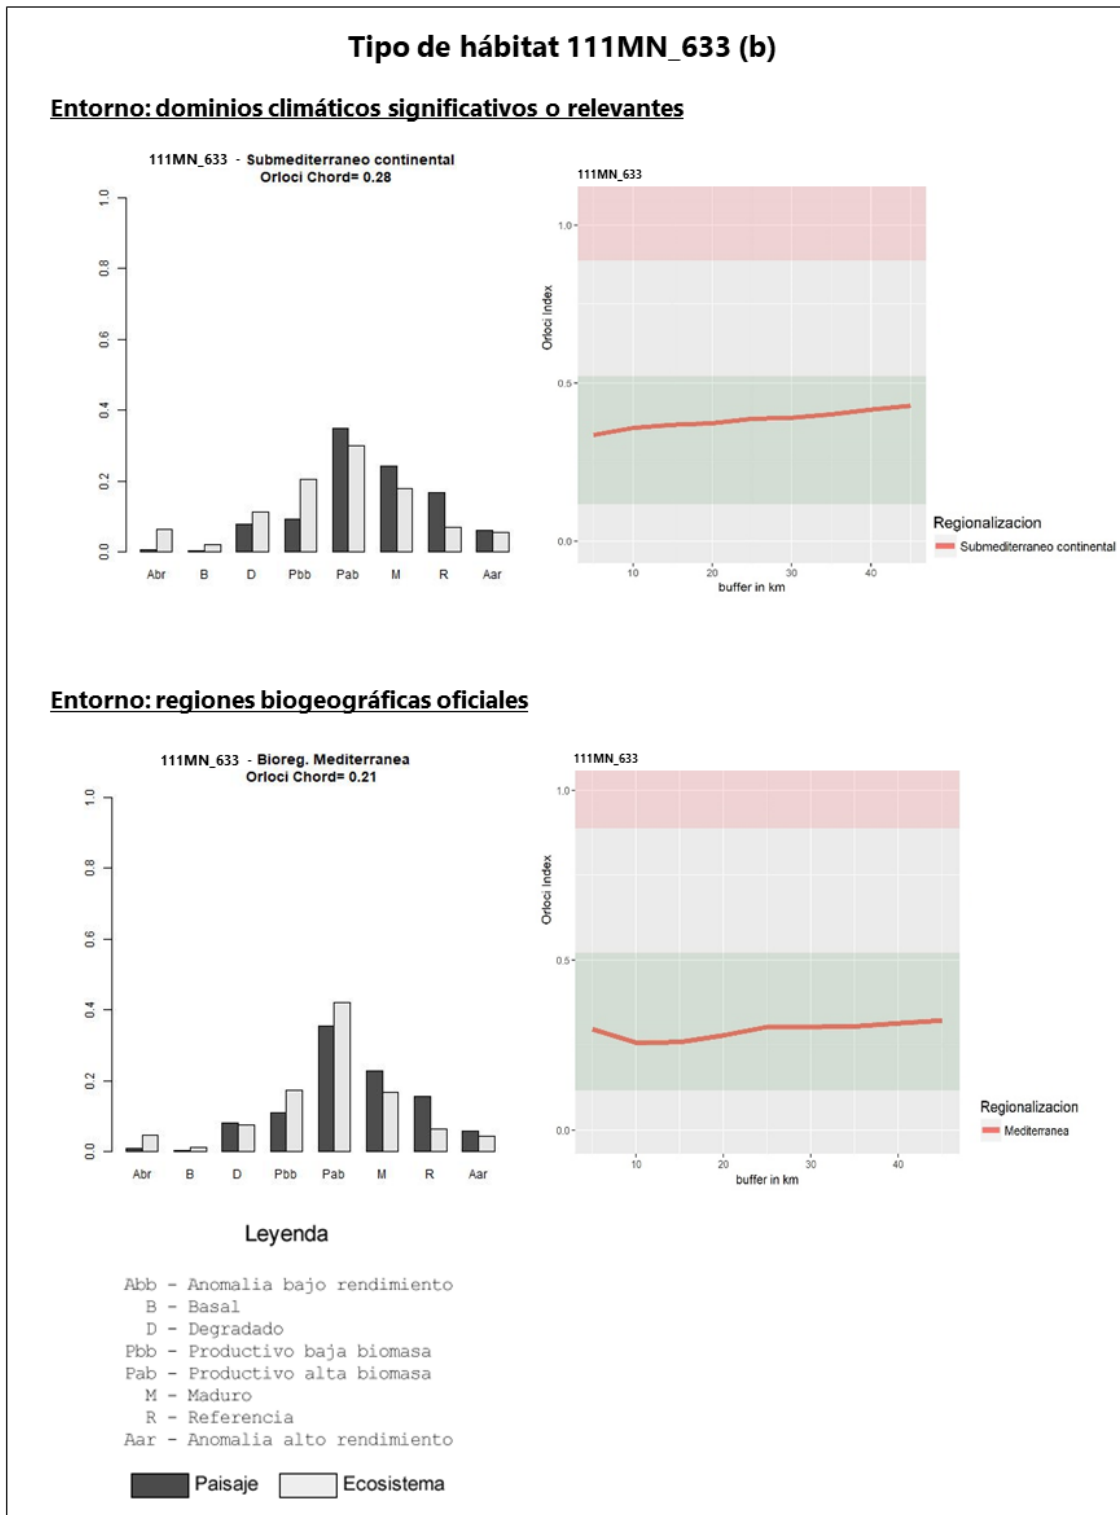 Tipo de hábitat 111MN_633 (b)
Entorno: dominios climáticos significativos o relevantes
111MN_633 - Submediterraneo continental
Orloci Chord= 0.28
1.0
0.8
0.6
0.4
0.2
0.0
Abr B D Pbb Pab M R Aar
111MN_633
Orloci Index
1.0
0.5
0.0
10 20 30 40
buffer in km
Regionalizacion
Submediterraneo continental
Entorno: regiones biogeográficas oficiales
111MN_633 - Bioreg. Mediterranea
Orloci Chord= 0.21
1.0
0.8
0.6
0.4
0.2
0.0
Abr B D Pbb Pab M R Aar
111MN_633
Orloci Index
1.0
0.5
0.0
10 20 30 40
buffer in km
Regionalizacion
Mediterranea
Leyenda
Abb - Anomalia bajo rendimiento
B - Basal
D - Degradado
Pbb - Productivo baja biomasa
Pab - Productivo alta biomasa
M - Maduro
R - Referencia
Aar - Anomalia alto rendimiento
Paisaje Ecosistema